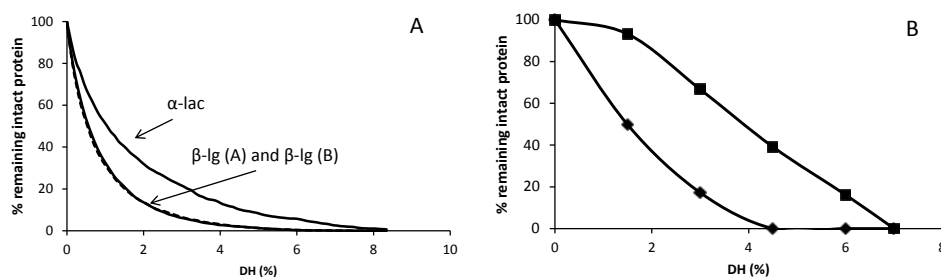 A
% remaining intact protein
100
80
60
40
20
0
α-lac
β-lg (A) and β-lg (B)
0 2 4 6 8 10
DH (%)
B
% remaining intact protein
100
80
60
40
20
0
0 2 4 6 8
DH (%)